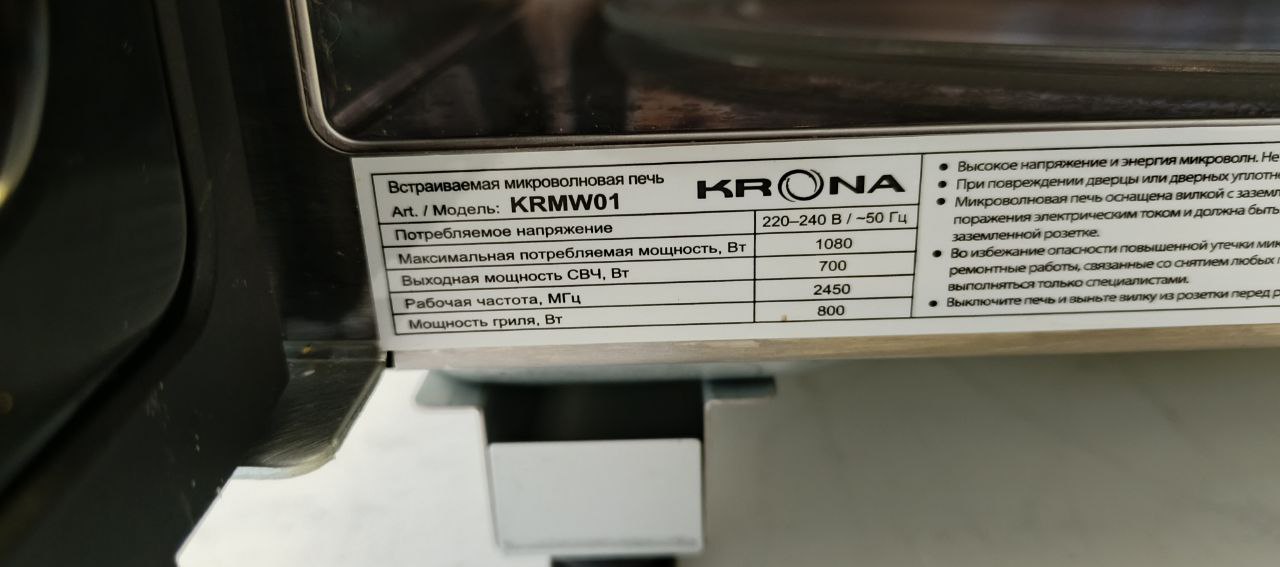 Встраиваемая микроволновая печь
KRONA
Art. / Модель: KRMW01
Потребляемое напряжение 220–240 В / ~50 Гц
Максимальная потребляемая мощность, Вт 1080
Выходная мощность СВЧ, Вт 700
Рабочая частота, МГц 2450
Мощность гриля, Вт 800
• Высокое напряжение и энергия микроволн. Не
• При повреждении дверцы или дверных
• Микроволновая печь оснащена вилкой с
поражения электрическим током и должна быть
заземленной розетке.
• Во избежание опасности повышенной утечки
ремонтные работы, связанные со снятием любых
выполняться только специалистами.
• Выключите печь и выньте вилку из розетки перед